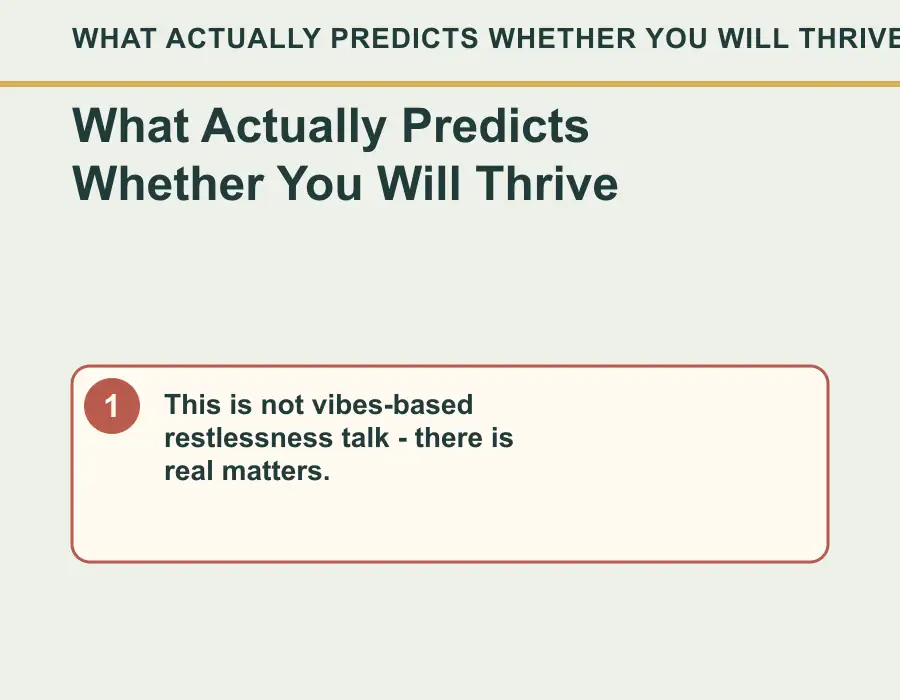 WHAT ACTUALLY PREDICTS WHETHER YOU WILL THRIVE
What Actually Predicts
Whether You Will Thrive
1
This is not vibes-based
restlessness talk - there is
real matters.